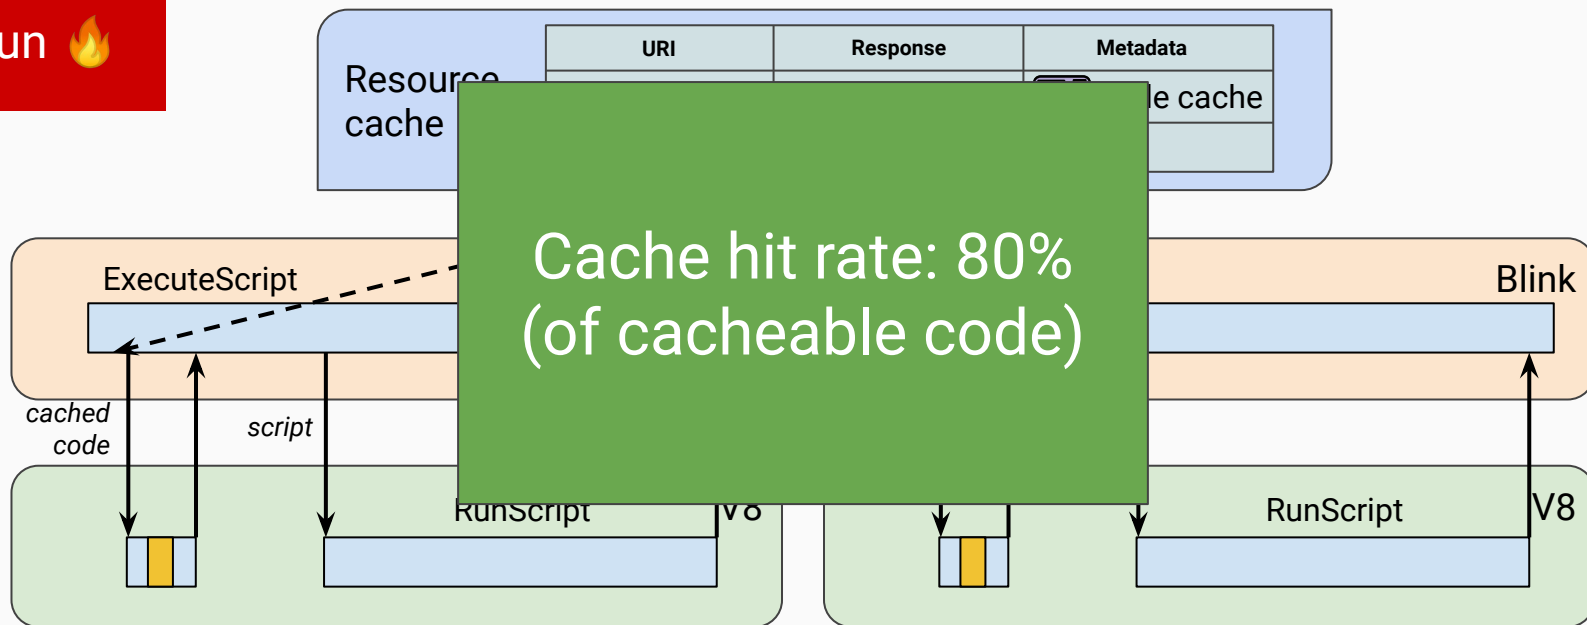 un 🔥
URI
Response
Metadata
Resource
cache
le cache
Cache hit rate: 80%
(of cacheable code)
ExecuteScript
Blink
cached
code
script
RunScript
V8
RunScript
V8